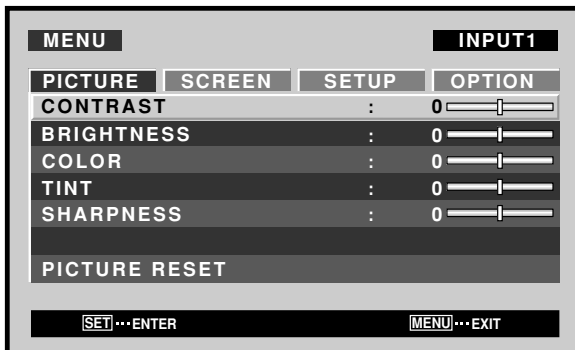 MENU INPUT1
PICTURE SCREEN SETUP OPTION
CONTRAST : 0
BRIGHTNESS : 0
COLOR : 0
TINT : 0
SHARPNESS : 0
PICTURE RESET
SET···ENTER MENU···EXIT